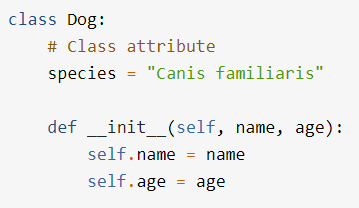 class Dog:
    # Class attribute
    species = "Canis familiaris"

    def __init__(self, name, age):
        self.name = name
        self.age = age